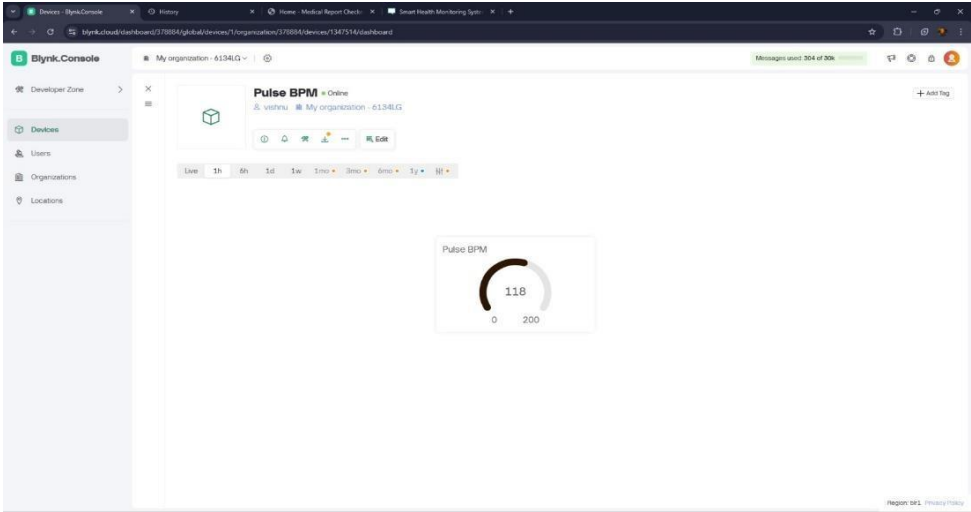 Devices - Blynk.Console
History
Home - Medical Report Check
Smart Health Monitoring Syst
blynk.cloud/dashboard/378884/global/devices/1/organization/378884/devices/1347514/dashboard
B Blynk.Console
My organization - 6134LG
Messages used: 304 of 30k
Developer Zone
Devices
Users
Organizations
Locations
Pulse BPM Online
vishnu My organization - 6134LG
+ Add Tag
Edit
Live 1h 6h 1d 1w 1mo 3mo 6mo 1y
Pulse BPM
118
0 200
Region: blr1 Privacy Policy